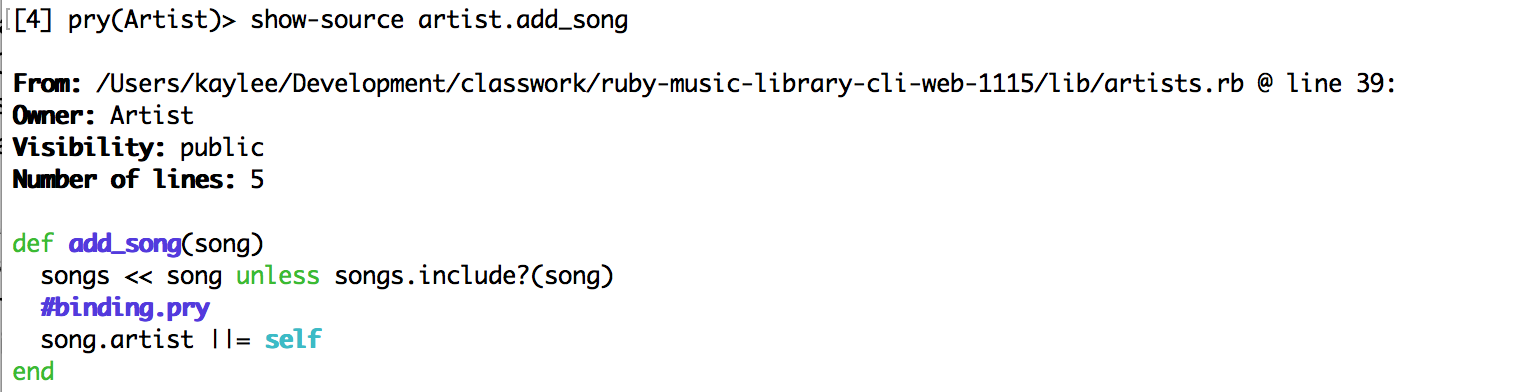 [4] pry(Artist)> show-source artist.add_song
From: /Users/kaylee/Development/classwork/ruby-music-library-cli-web-1115/lib/artists.rb @ line 39:
Owner: Artist
Visibility: public
Number of lines: 5
def add_song(song)
  songs << song unless songs.include?(song)
  #binding.pry
  song.artist ||= self
end